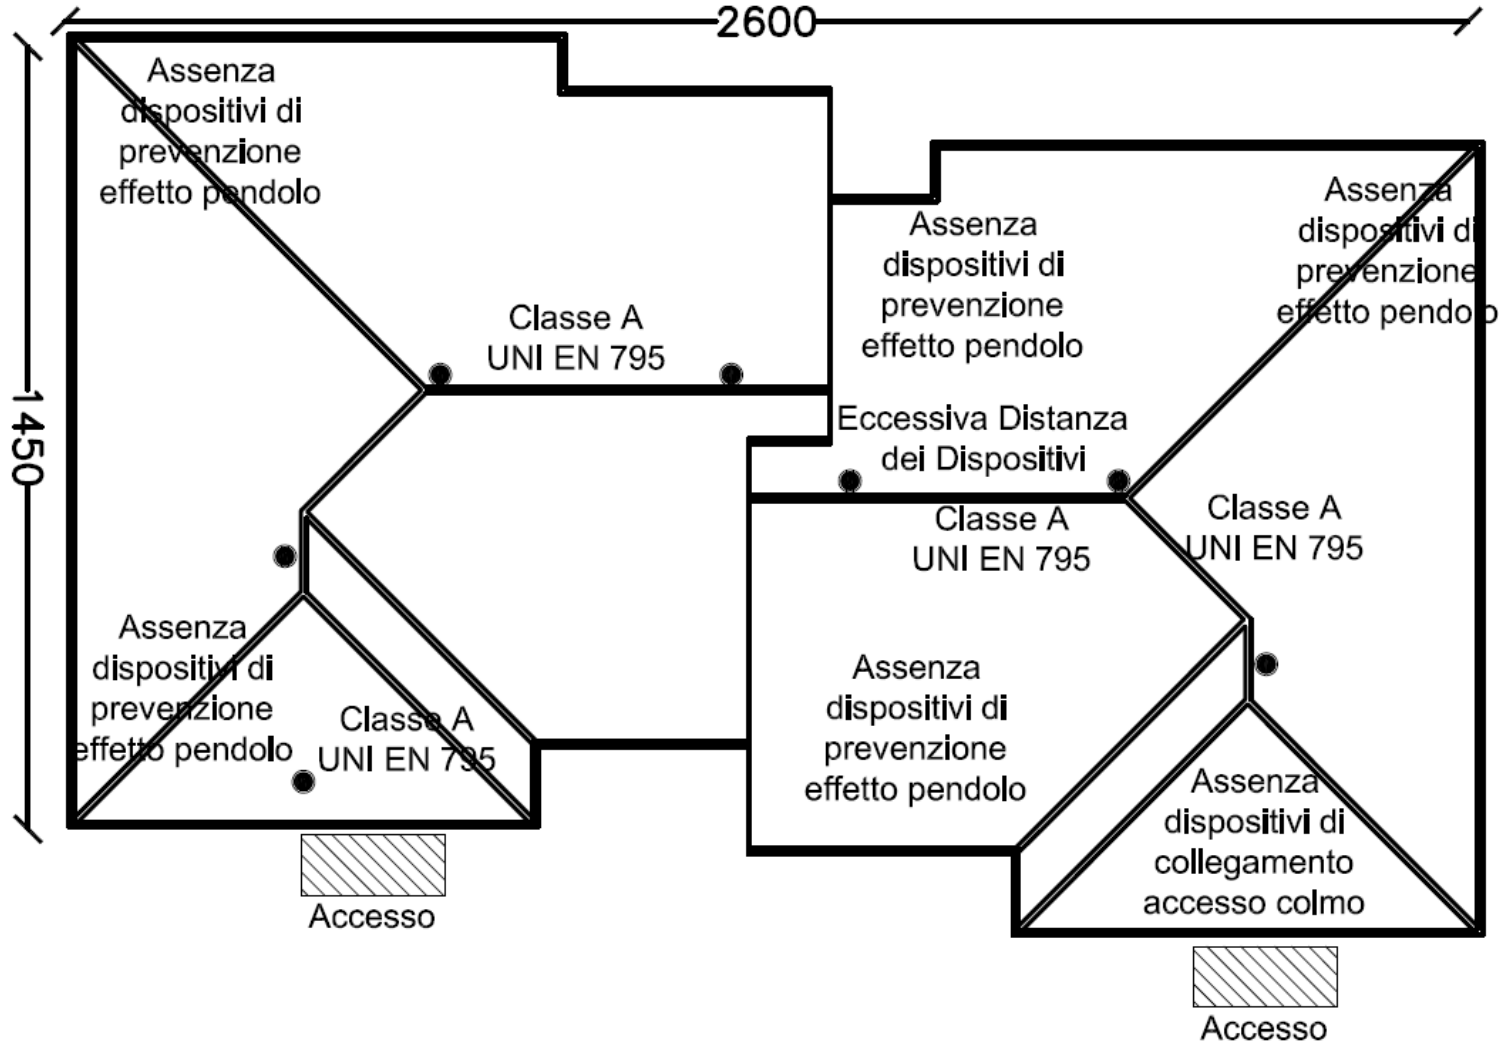 2600
1450
Assenza
dispositivi di
prevenzione
effetto pendolo
Classe A
UNI EN 795
Assenza
dispositivi di
prevenzione
effetto pendolo
Assenza
dispositivi di
prevenzione
effetto pendolo
Eccessiva Distanza
dei Dispositivi
Classe A
UNI EN 795
Classe A
UNI EN 795
Assenza
dispositivi di
prevenzione
effetto pendolo
Classe A
UNI EN 795
Assenza
dispositivi di
prevenzione
effetto pendolo
Assenza
dispositivi di
collegamento
accesso colmo
Accesso
Accesso